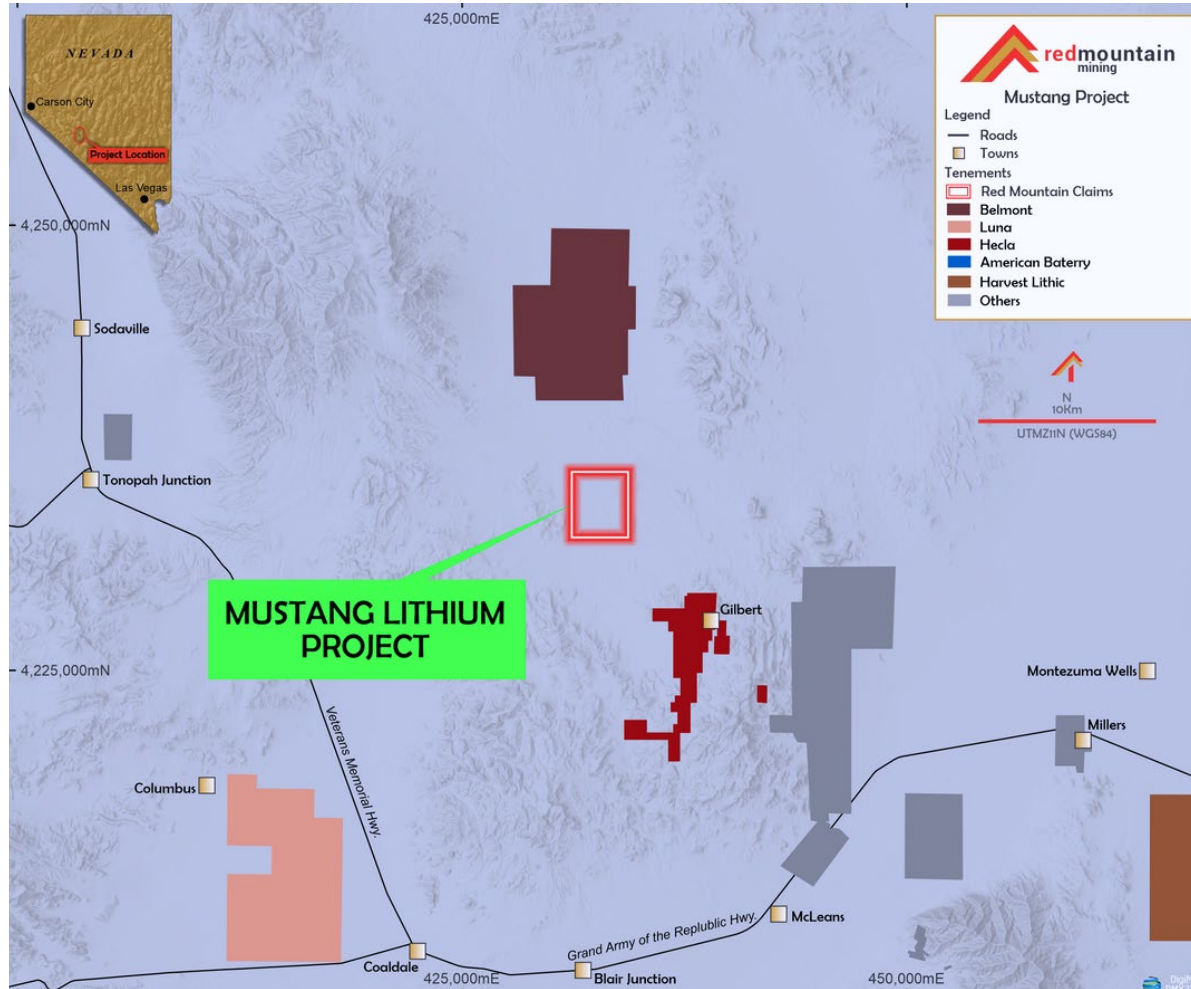 425,000mE
NEVADA
Carson City
Project Location
Las Vegas
redmountain
mining
Mustang Project
Legend
Roads
Towns
Tenements
Red Mountain Claims
Belmont
Luna
Hecla
American Baterry
Harvest Lithic
Others
4,250,000mN
Sodaville
N
10Km
UTMZ11N (WGS84)
Tonopah Junction
MUSTANG LITHIUM
PROJECT
Gilbert
4,225,000mN
Montezuma Wells
Millers
Veterans Memorial Hwy.
Columbus
McLeans
Grand Army of the Replublic Hwy.
Coaldale
425,000mE
Blair Junction
450,000mE